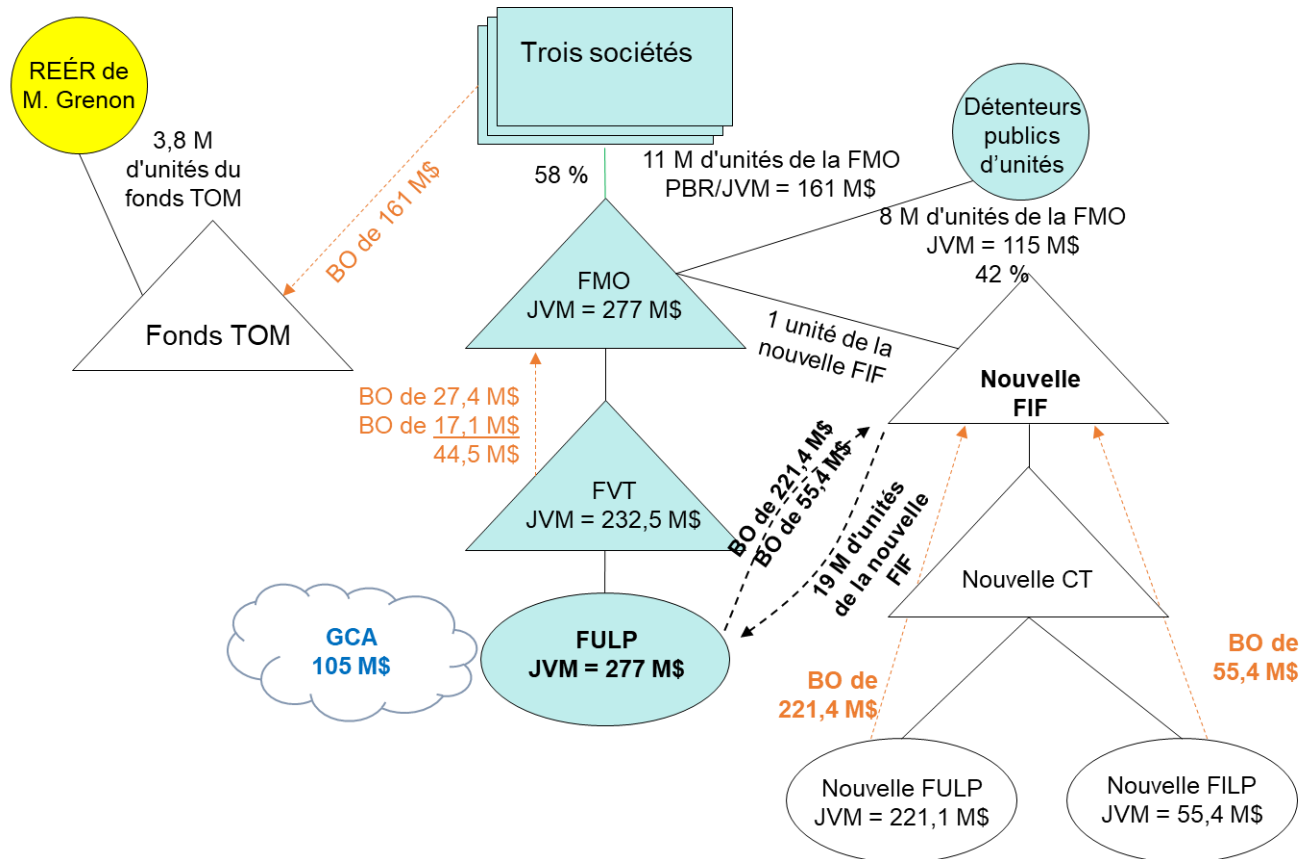 Trois sociétés
REÉR de
M. Grenon
3,8 M
d'unités du
fonds TOM
BO de 161 M$
58 %
11 M d'unités de la FMO
PBR/JVM = 161 M$
Détenteurs
publics
d'unités
8 M d'unités de la FMO
JVM = 115 M$
42 %
Fonds TOM
FMO
JVM = 277 M$
1 unité de la
nouvelle FIF
Nouvelle
FIF
BO de 27,4 M$
BO de 17,1 M$
44,5 M$
FVT
JVM = 232,5 M$
BO de 221,4 M$
BO de 55,4 M$
19 M d'unités
de la nouvelle
FIF
Nouvelle CT
GCA
105 M$
FULP
JVM = 277 M$
BO de
221,4 M$
BO de
55,4 M$
Nouvelle FULP
JVM = 221,1 M$
Nouvelle FILP
JVM = 55,4 M$